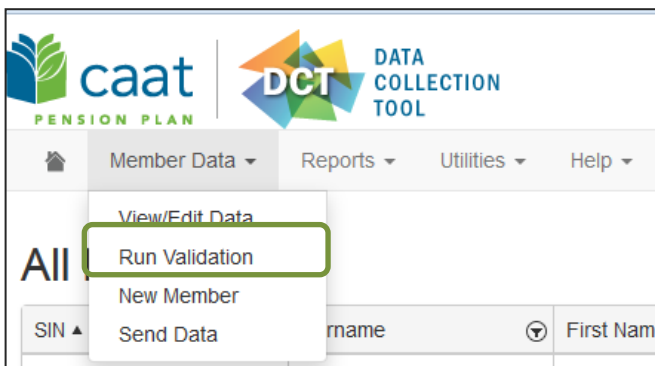 caat
PENSION PLAN
DCT
DATA
COLLECTION
TOOL
Member Data Reports Utilities Help
View/Edit Data
Run Validation
New Member
Send Data
All
SIN rname First Nam